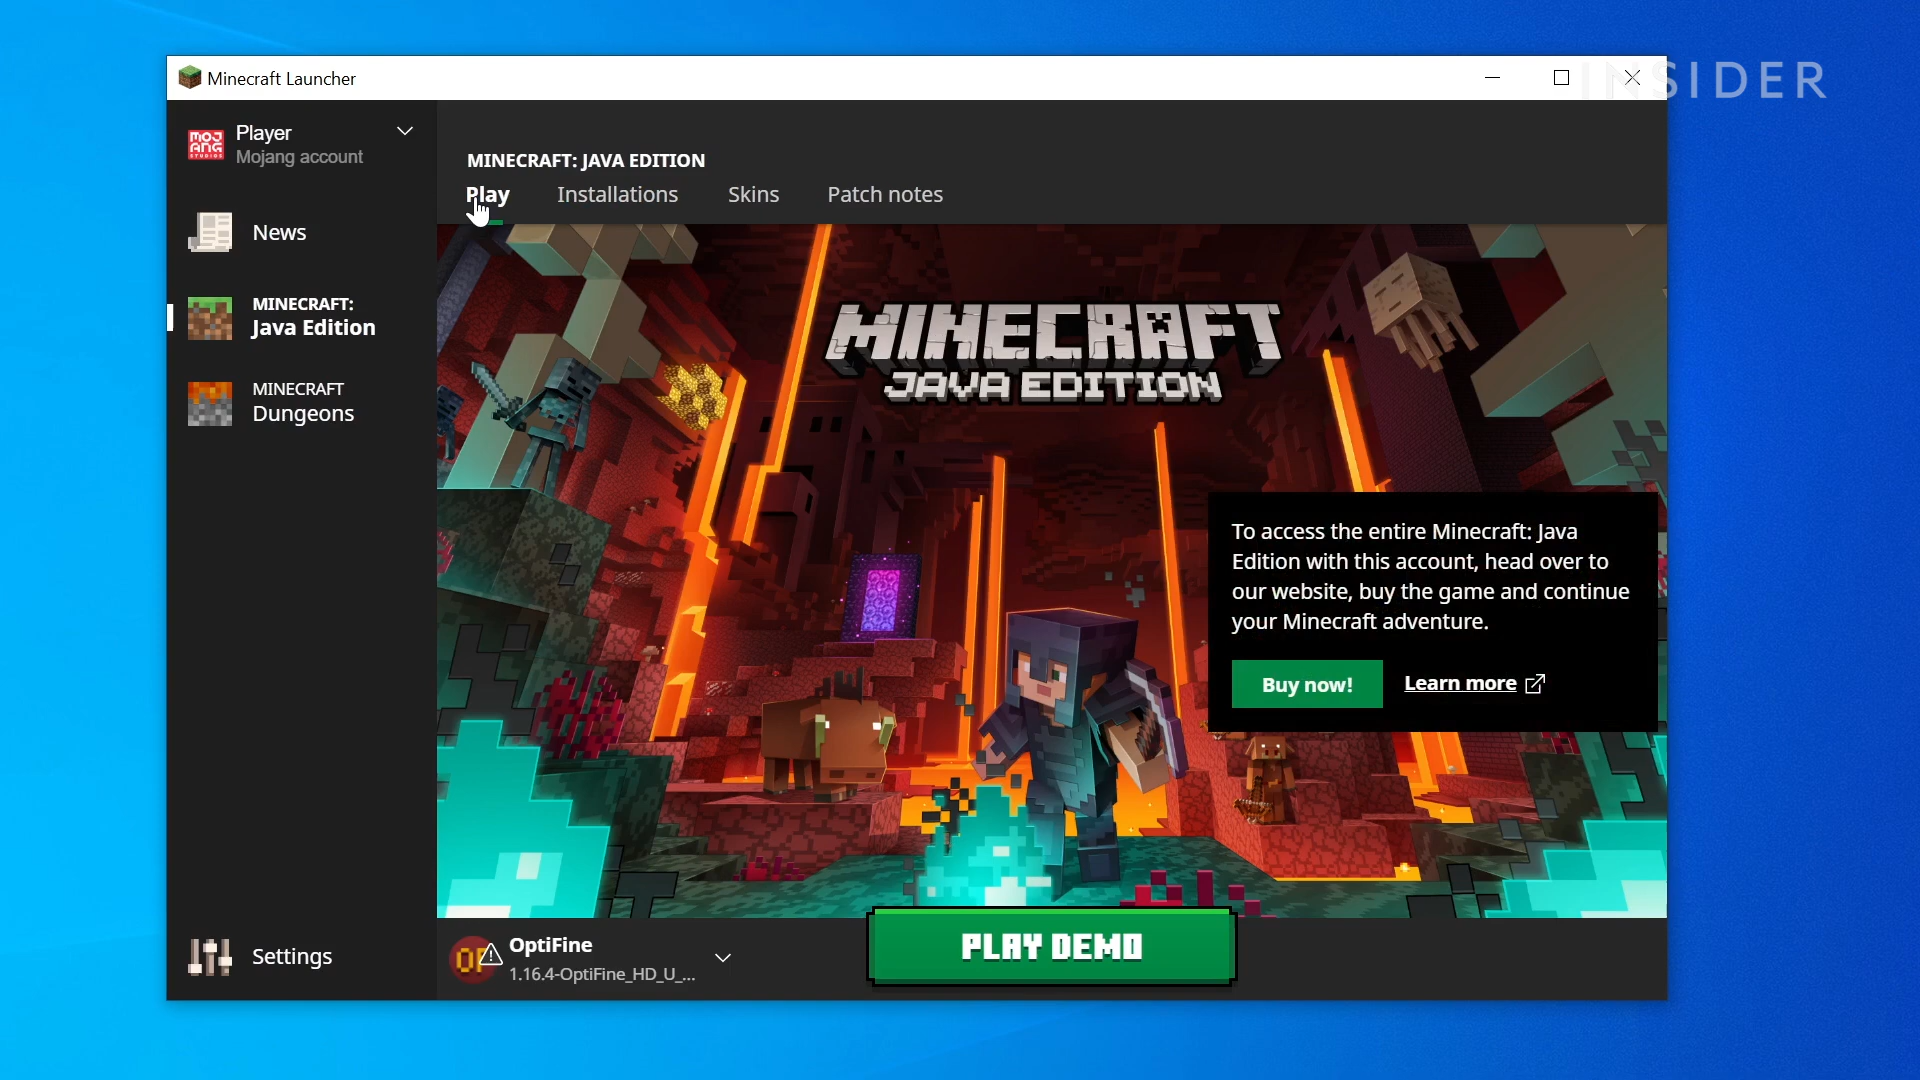 Minecraft Launcher
INSIDER
MOJANG STUDIOS
Player
Mojang account
News
MINECRAFT:
Java Edition
MINECRAFT
Dungeons
Settings
MINECRAFT: JAVA EDITION
Play Installations Skins Patch notes
MINECRAFT
JAVA EDITION
To access the entire Minecraft: Java
Edition with this account, head over to
our website, buy the game and continue
your Minecraft adventure.
Buy now! Learn more
OF
OptiFine
1.16.4-OptiFine_HD_U_...
PLAY DEMO